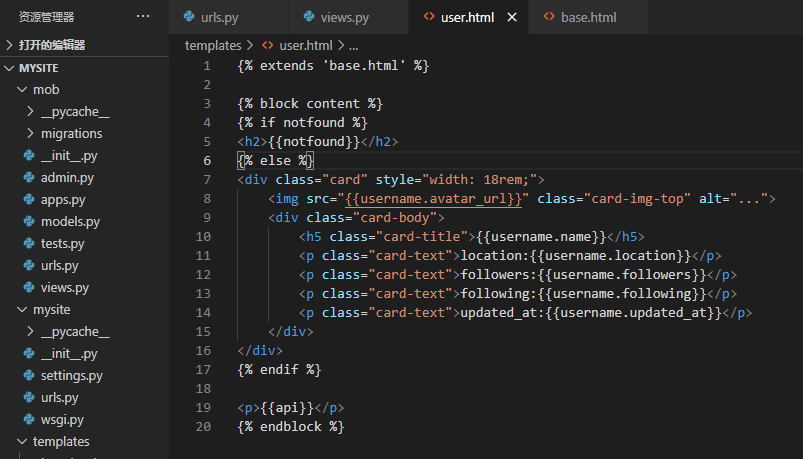 资源管理器
打开的编辑器
MYSITE
mob
__pycache__
migrations
__init__.py
admin.py
apps.py
models.py
tests.py
urls.py
views.py
mysite
__pycache__
__init__.py
settings.py
urls.py
wsgi.py
templates
urls.py views.py user.html base.html
templates > user.html > ...
1 {% extends 'base.html' %}
2
3 {% block content %}
4 {% if notfound %}
5 <h2>{{notfound}}</h2>
6 {% else %}
7 <div class="card" style="width: 18rem;">
8 <img src="{{username.avatar_url}}" class="card-img-top" alt="...">
9 <div class="card-body">
10 <h5 class="card-title">{{username.name}}</h5>
11 <p class="card-text">location:{{username.location}}</p>
12 <p class="card-text">followers:{{username.followers}}</p>
13 <p class="card-text">following:{{username.following}}</p>
14 <p class="card-text">updated_at:{{username.updated_at}}</p>
15 </div>
16 </div>
17 {% endif %}
18
19 <p>{{api}}</p>
20 {% endblock %}